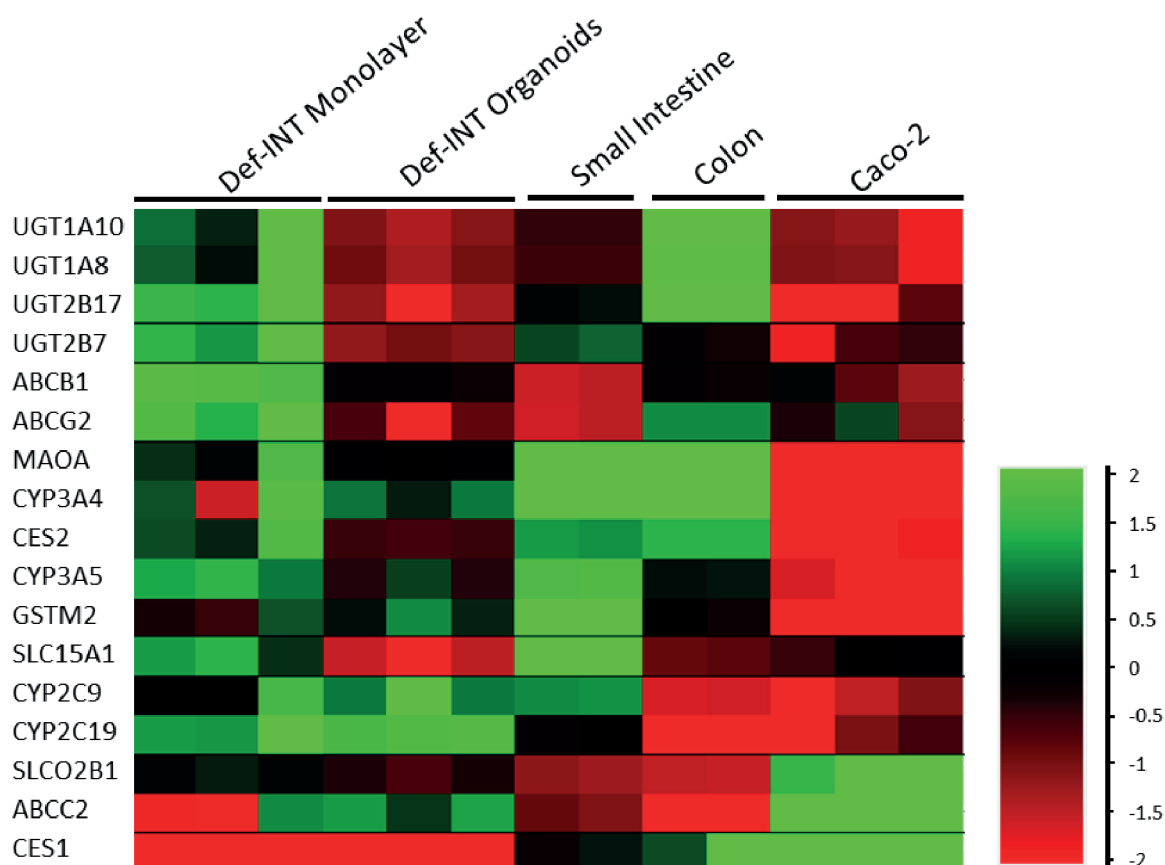 Def-INT Monolayer
Def-INT Organoids
Small Intestine
Colon
Caco-2
UGT1A10
UGT1A8
UGT2B17
UGT2B7
ABCB1
ABCG2
MAOA
CYP3A4
CES2
CYP3A5
GSTM2
SLC15A1
CYP2C9
CYP2C19
SLCO2B1
ABCC2
CES1
2
1.5
1
0.5
0
-0.5
-1
-1.5
-2